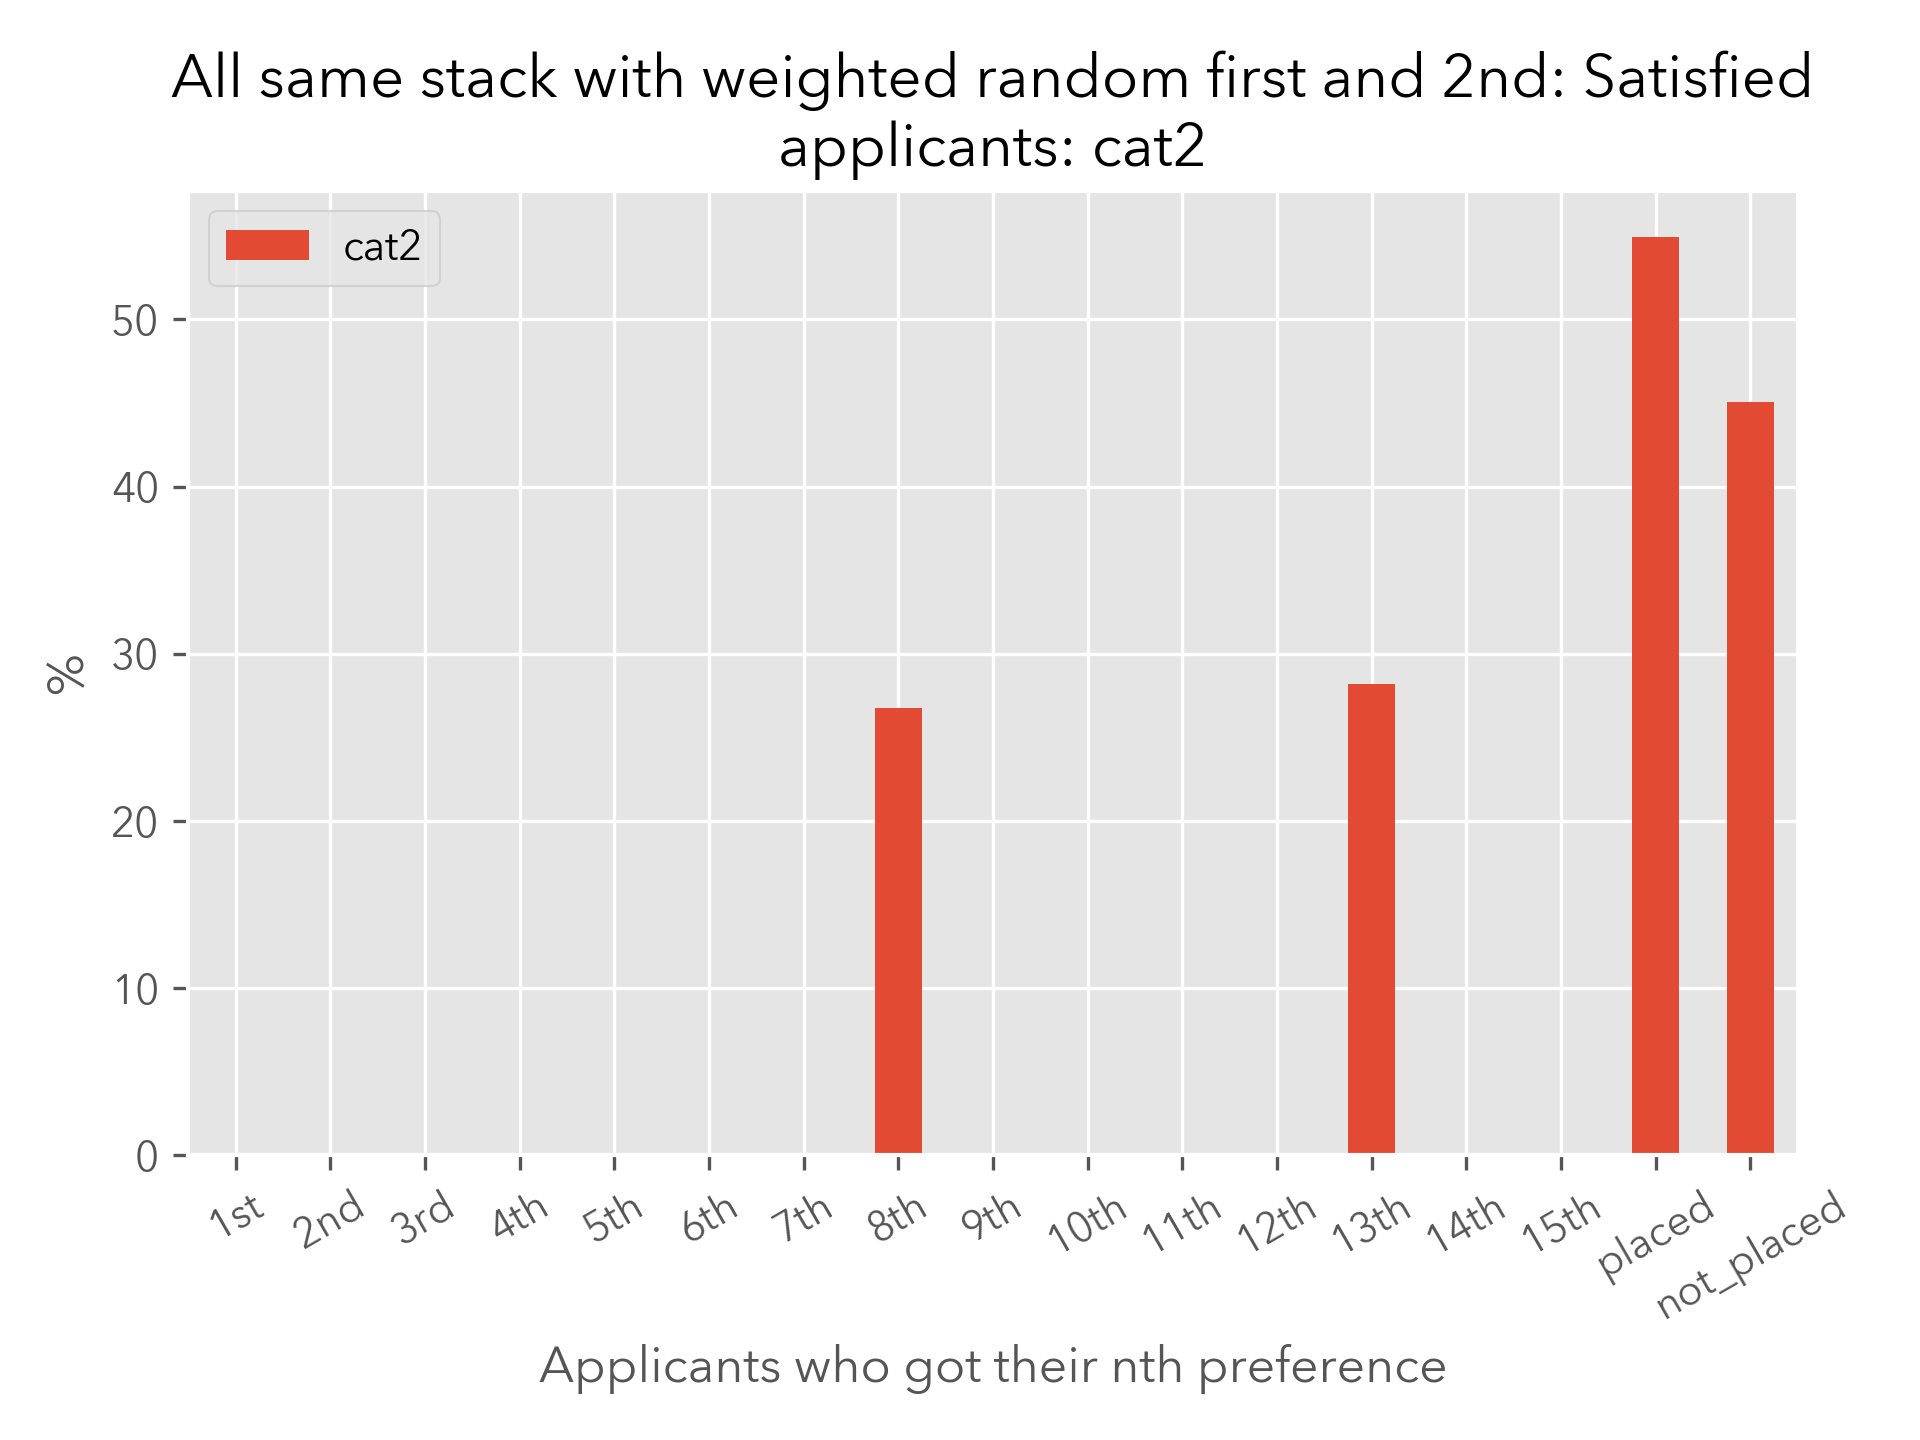 All same stack with weighted random first and 2nd: Satisfied
applicants: cat2
cat2
50
40
30
20
10
0
%
1st
2nd
3rd
4th
5th
6th
7th
8th
9th
10th
11th
12th
13th
14th
15th
placed
not_placed
Applicants who got their nth preference